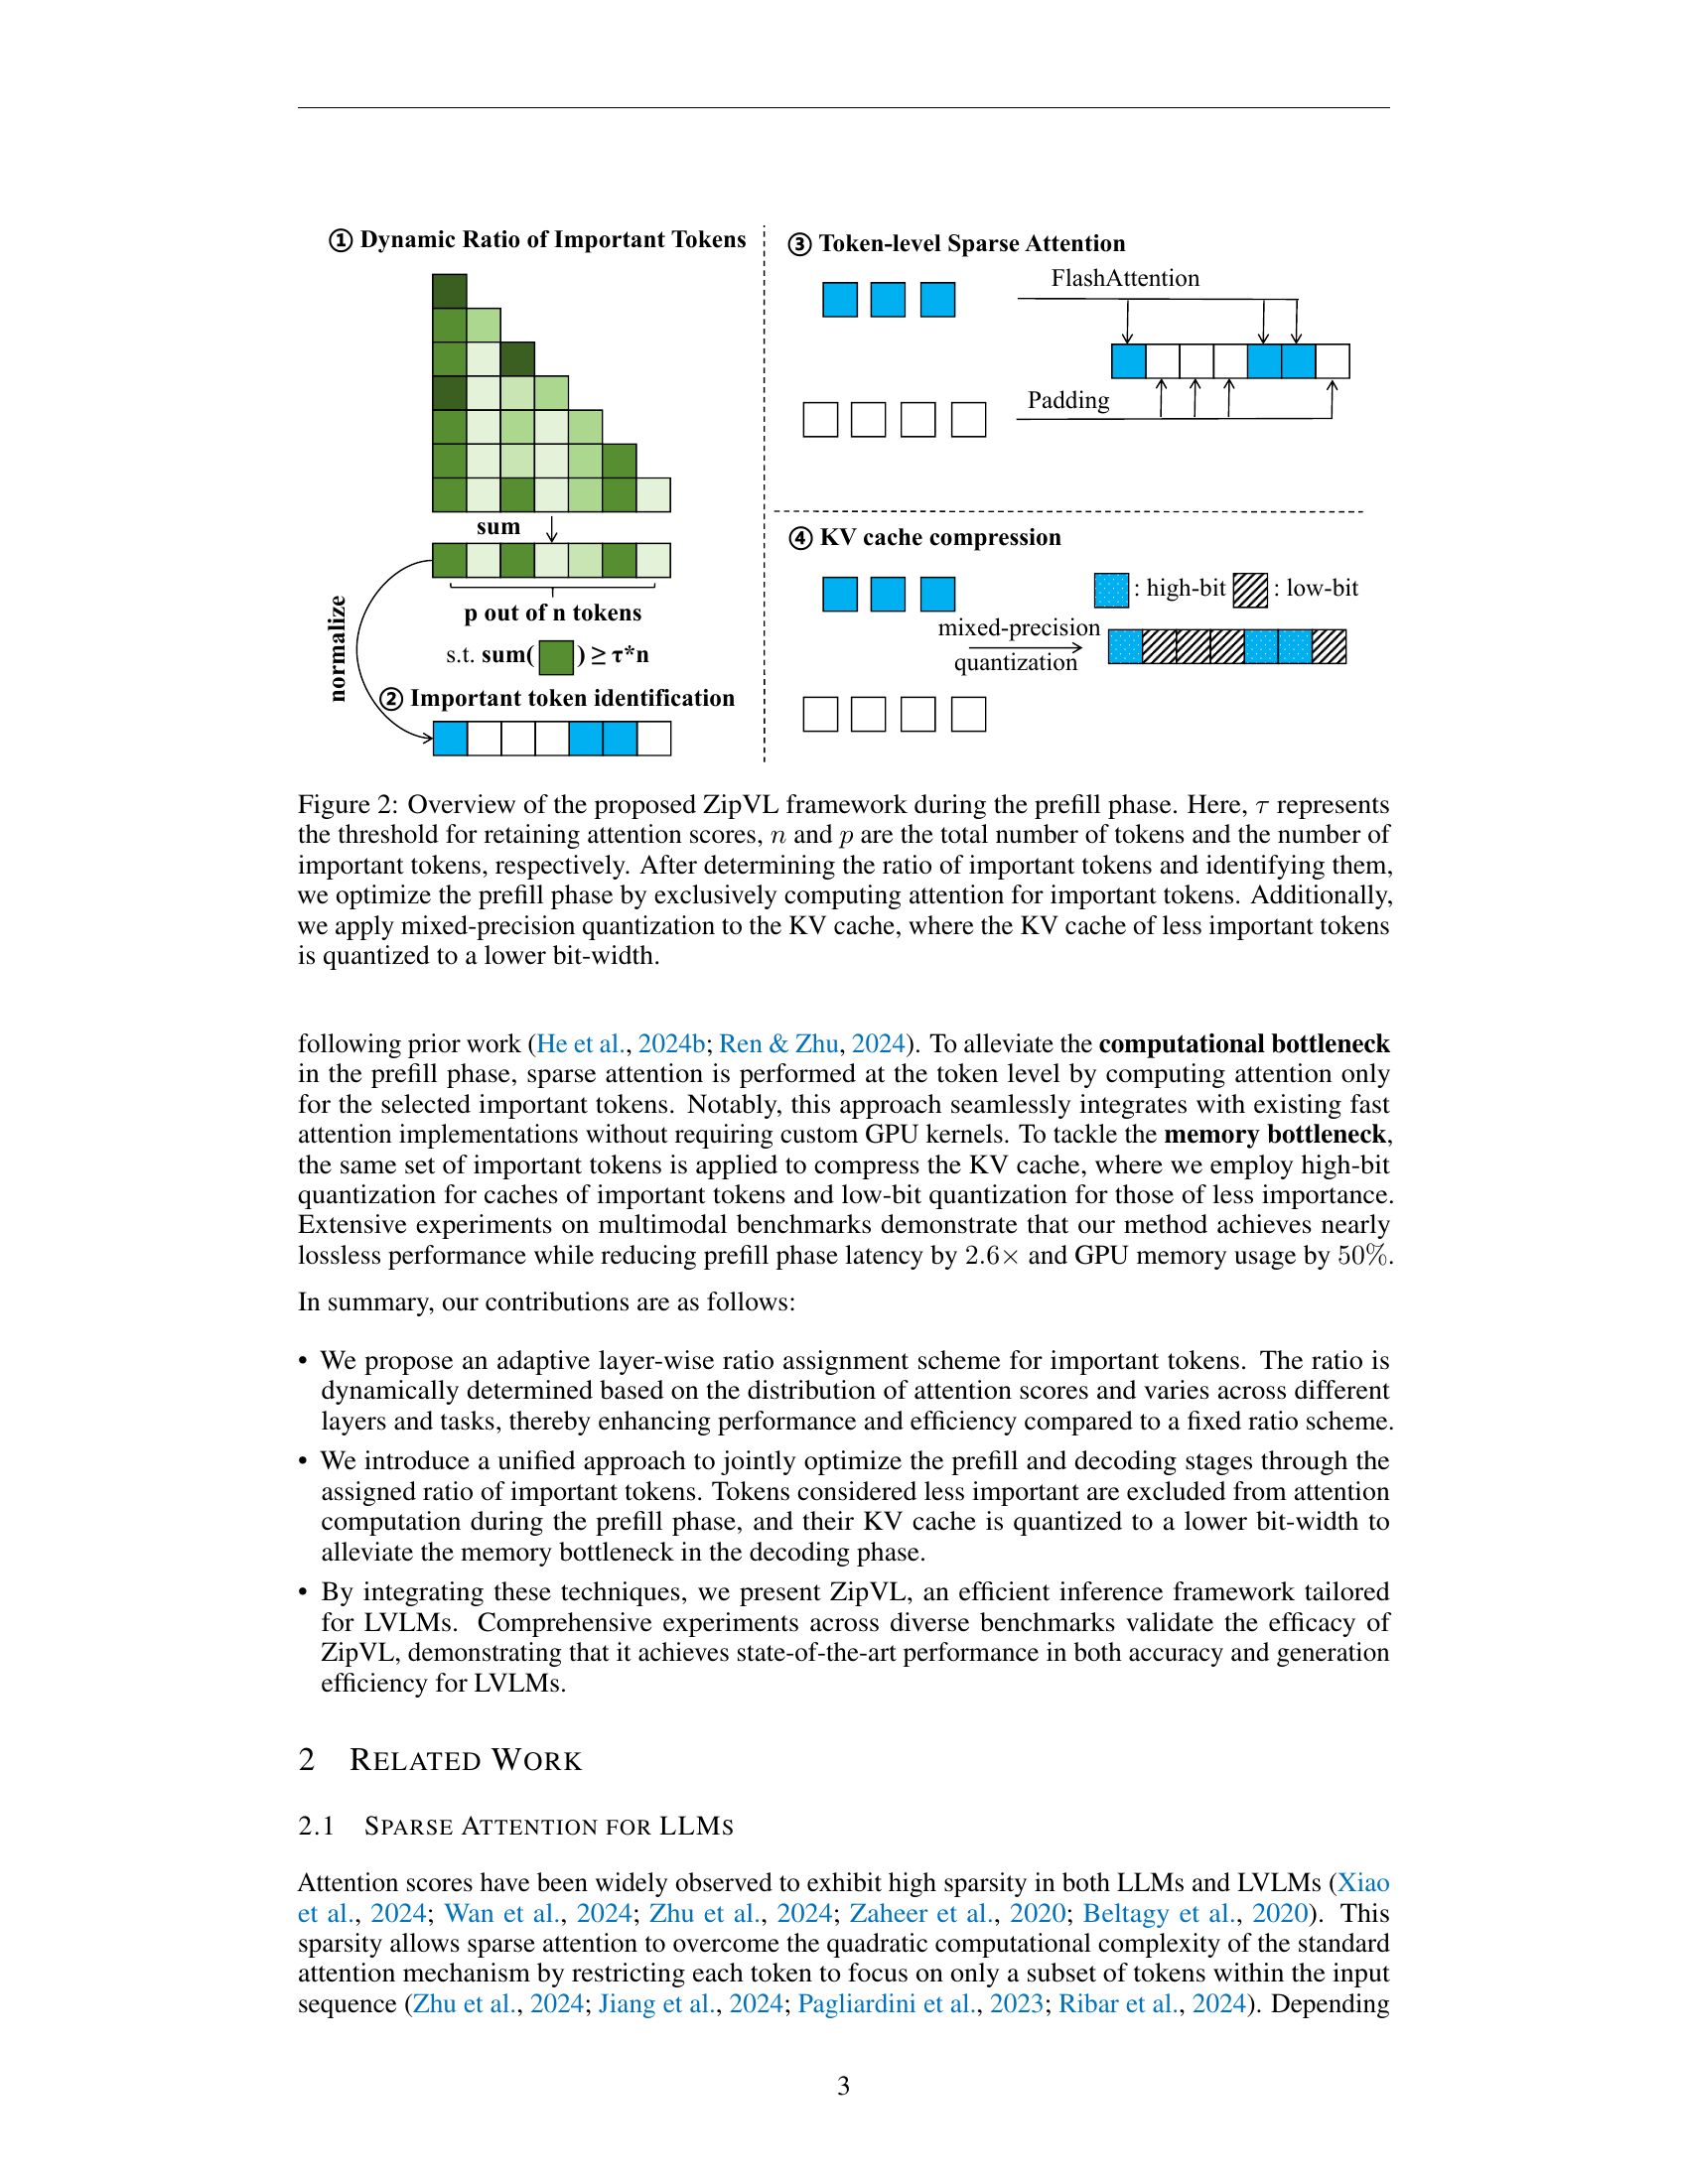 ① Dynamic Ratio of Important Tokens
sum
p out of n tokens
s.t. sum( ) ≥ τ*n
normalize
② Important token identification
③ Token-level Sparse Attention
FlashAttention
Padding
④ KV cache compression
: high-bit : low-bit
mixed-precision
quantization
Figure 2: Overview of the proposed ZipVL framework during the prefill phase. Here, τ represents
the threshold for retaining attention scores, n and p are the total number of tokens and the number of
important tokens, respectively. After determining the ratio of important tokens and identifying them,
we optimize the prefill phase by exclusively computing attention for important tokens. Additionally,
we apply mixed-precision quantization to the KV cache, where the KV cache of less important tokens
is quantized to a lower bit-width.
following prior work (He et al., 2024b; Ren & Zhu, 2024). To alleviate the computational bottleneck
in the prefill phase, sparse attention is performed at the token level by computing attention only
for the selected important tokens. Notably, this approach seamlessly integrates with existing fast
attention implementations without requiring custom GPU kernels. To tackle the memory bottleneck,
the same set of important tokens is applied to compress the KV cache, where we employ high-bit
quantization for caches of important tokens and low-bit quantization for those of less importance.
Extensive experiments on multimodal benchmarks demonstrate that our method achieves nearly
lossless performance while reducing prefill phase latency by 2.6× and GPU memory usage by 50%.
In summary, our contributions are as follows:
• We propose an adaptive layer-wise ratio assignment scheme for important tokens. The ratio is
dynamically determined based on the distribution of attention scores and varies across different
layers and tasks, thereby enhancing performance and efficiency compared to a fixed ratio scheme.
• We introduce a unified approach to jointly optimize the prefill and decoding stages through the
assigned ratio of important tokens. Tokens considered less important are excluded from attention
computation during the prefill phase, and their KV cache is quantized to a lower bit-width to
alleviate the memory bottleneck in the decoding phase.
• By integrating these techniques, we present ZipVL, an efficient inference framework tailored
for LVLMs. Comprehensive experiments across diverse benchmarks validate the efficacy of
ZipVL, demonstrating that it achieves state-of-the-art performance in both accuracy and generation
efficiency for LVLMs.
2 RELATED WORK
2.1 SPARSE ATTENTION FOR LLMS
Attention scores have been widely observed to exhibit high sparsity in both LLMs and LVLMs (Xiao
et al., 2024; Wan et al., 2024; Zhu et al., 2024; Zaheer et al., 2020; Beltagy et al., 2020). This
sparsity allows sparse attention to overcome the quadratic computational complexity of the standard
attention mechanism by restricting each token to focus on only a subset of tokens within the input
sequence (Zhu et al., 2024; Jiang et al., 2024; Pagliardini et al., 2023; Ribar et al., 2024). Depending
3